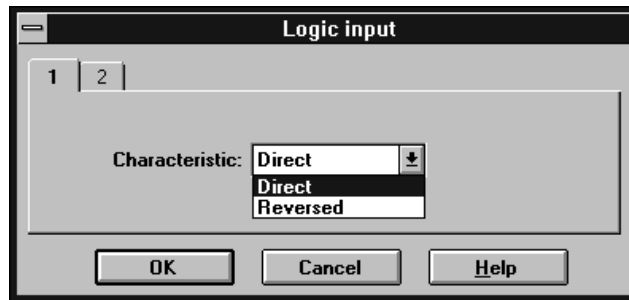 Logic input
1 2
Characteristic: Direct
Direct
Reversed
OK Cancel Help